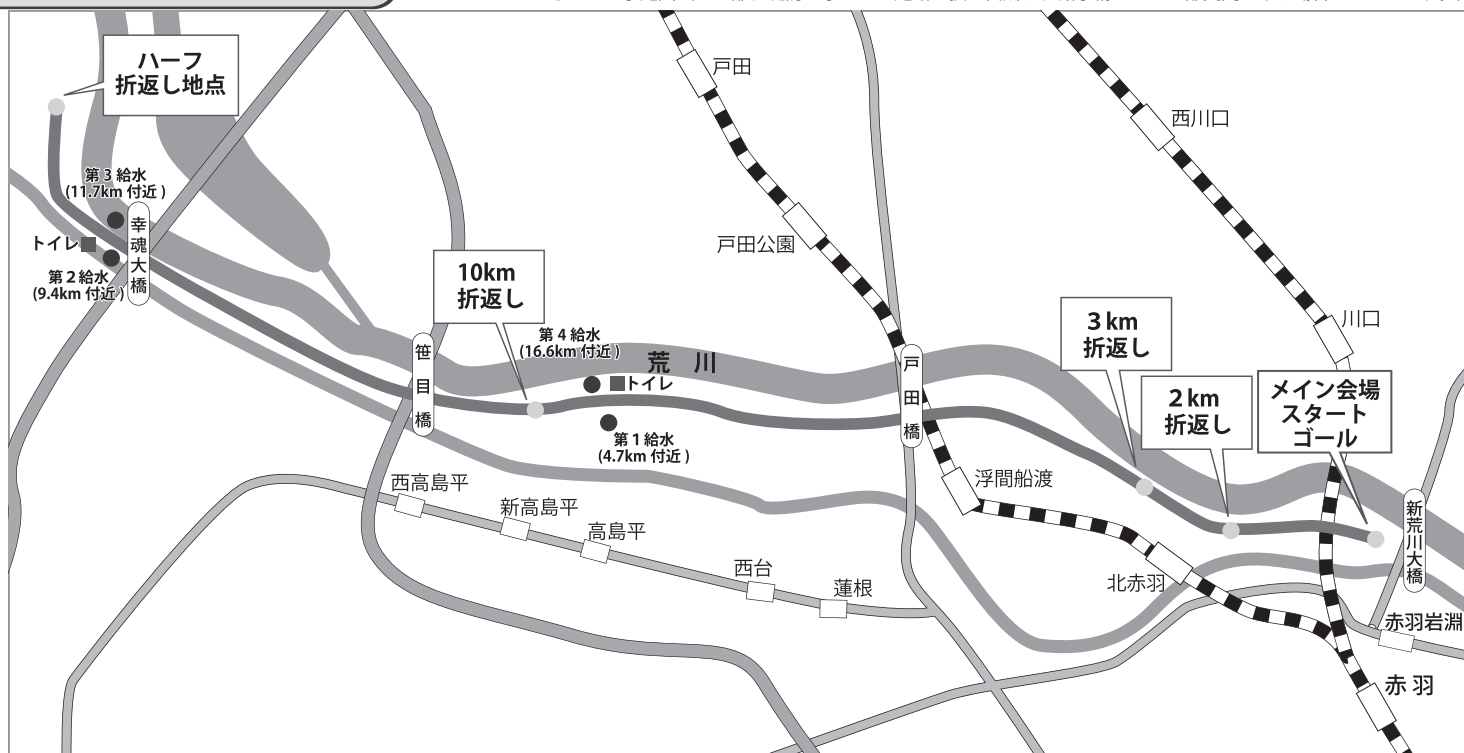 ハーフ
折返し地点
戸田
西川口
第3給水
(11.7km 付近)
幸魂大橋
トイレ
第2給水
(9.4km 付近)
戸田公園
10km
折返し
第4給水
(16.6km 付近)
荒 川
トイレ
第1給水
(4.7km 付近)
笹目橋
戸田橋
3km
折返し
川口
2km
折返し
メイン会場
スタート
ゴール
西高島平
新高島平
高島平
西台
蓮根
浮間船渡
北赤羽
新荒川大橋
赤羽岩淵
赤羽